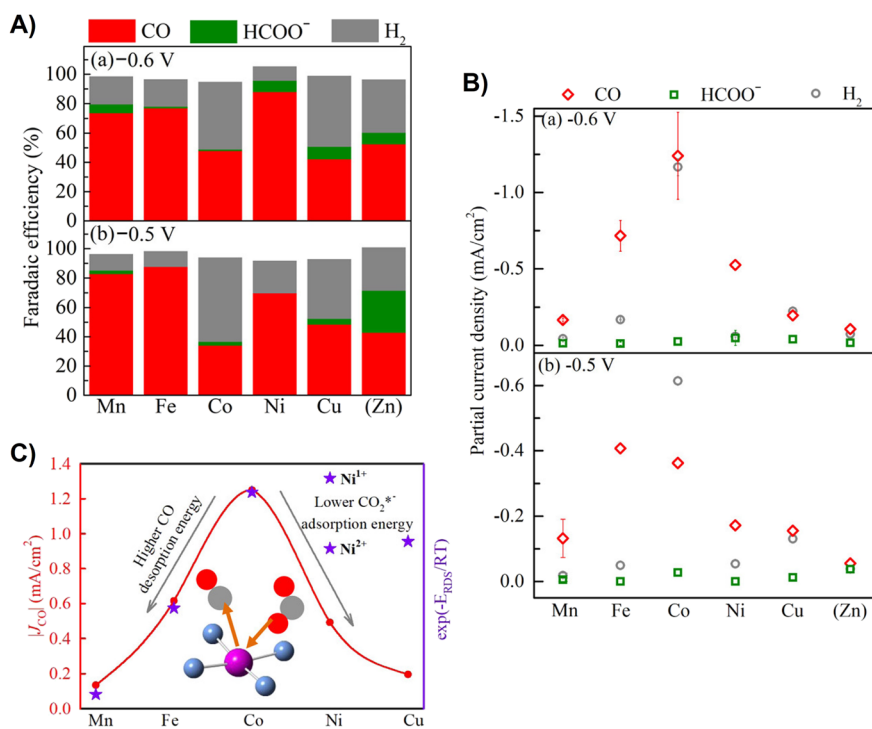 A)
CO HCOO⁻ H₂
(a) −0.6 V
100
80
60
40
20
0
(b) −0.5 V
100
80
60
40
20
0
Faradaic efficiency (%)
Mn Fe Co Ni Cu (Zn)
B)
CO HCOO⁻ H₂
(a) -0.6 V
-1.5
-1.0
-0.5
0.0
(b) -0.5 V
-0.6
-0.4
-0.2
0.0
Partial current density (mA/cm²)
Mn Fe Co Ni Cu (Zn)
C)
1.4
1.2
1.0
0.8
0.6
0.4
0.2
0.0
|J_CO| (mA/cm²)
Higher CO
desorption energy
Ni¹⁺
Lower CO₂*⁻
adsorption energy
Ni²⁺
exp(-E_RDS/RT)
Mn Fe Co Ni Cu